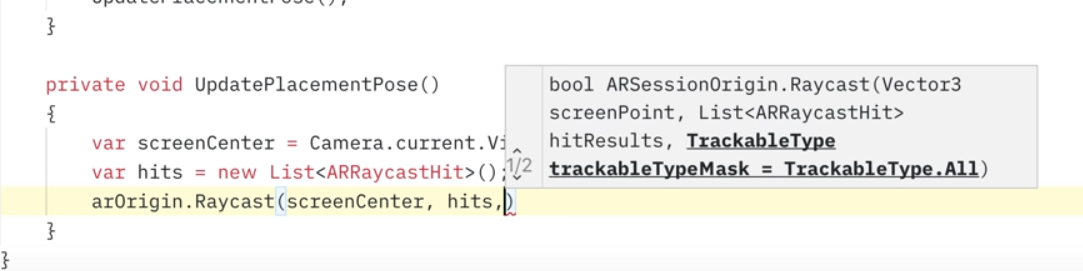 }
private void UpdatePlacementPose()
{
var screenCenter = Camera.current.Vi
var hits = new List<ARRaycastHit>();
arOrigin.Raycast(screenCenter, hits,)
}
}
1/2
bool ARSessionOrigin.Raycast(Vector3
screenPoint, List<ARRaycastHit>
hitResults, TrackableType
trackableTypeMask = TrackableType.All)